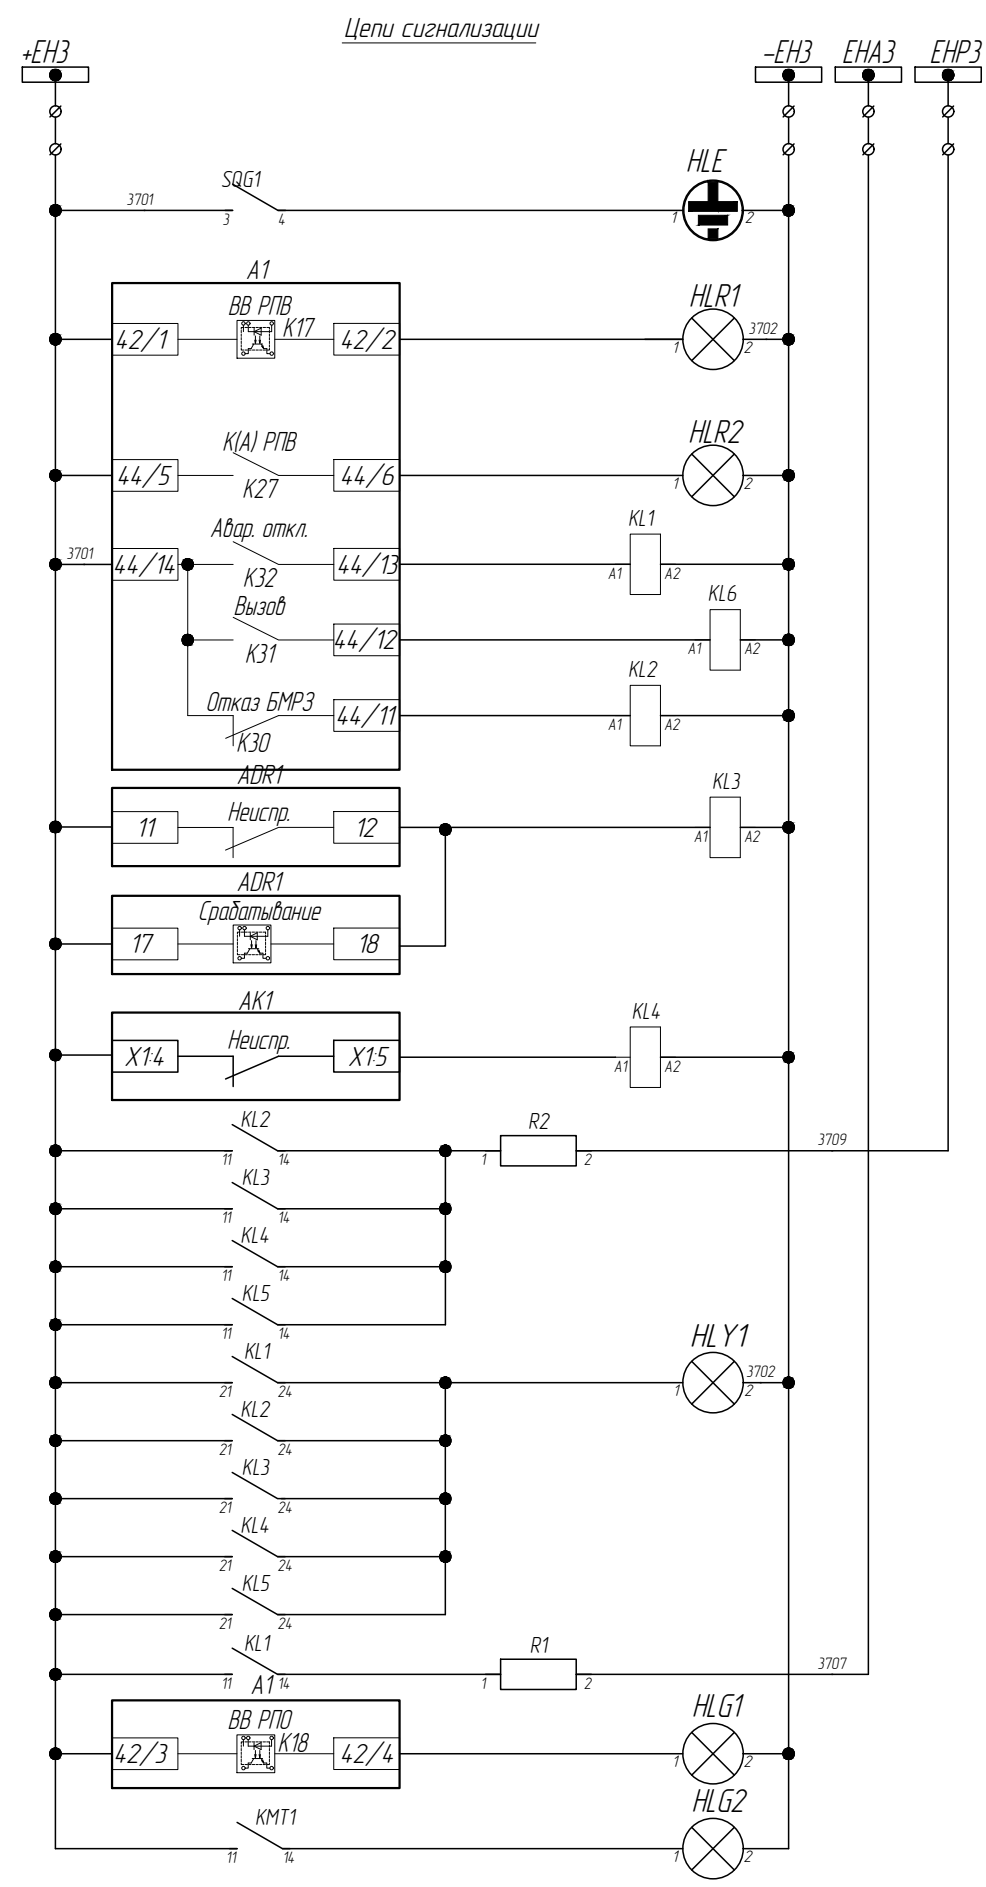 Цепи сигнализации
+ЕН3
-ЕН3
ЕНА3
ЕНР3
HLE
SQG1
3701
3
4
1
2
A1
ВВ РПВ
K17
42/1
42/2
HLR1
3702
1
2
К(А) РПВ
44/5
K27
44/6
HLR2
1
2
Авар. откл.
3701
44/14
K32
44/13
KL1
A1
A2
Вызов
K31
44/12
KL6
A1
A2
Отказ БМРЗ
K30
44/11
KL2
A1
A2
ADR1
Неиспр.
11
12
KL3
A1
A2
ADR1
Срабатывание
17
18
AK1
Неиспр.
X1:4
X1:5
KL4
A1
A2
KL2
11
14
R2
1
2
3709
KL3
11
14
KL4
11
14
KL5
11
14
KL1
21
24
HLY1
3702
1
2
KL2
21
24
KL3
21
24
KL4
21
24
KL5
21
24
KL1
11
14
R1
1
2
3707
A1
ВВ РПО
K18
42/3
42/4
HLG1
1
2
KMT1
11
14
HLG2
1
2